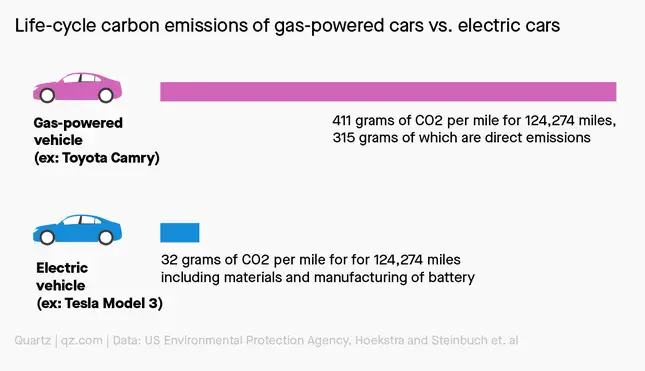 Life-cycle carbon emissions of gas-powered cars vs. electric cars
Gas-powered
vehicle
(ex: Toyota Camry)
411 grams of CO2 per mile for 124,274 miles,
315 grams of which are direct emissions
Electric
vehicle
(ex: Tesla Model 3)
32 grams of CO2 per mile for for 124,274 miles
including materials and manufacturing of battery
Quartz | qz.com | Data: US Environmental Protection Agency, Hoekstra and Steinbuch et. al